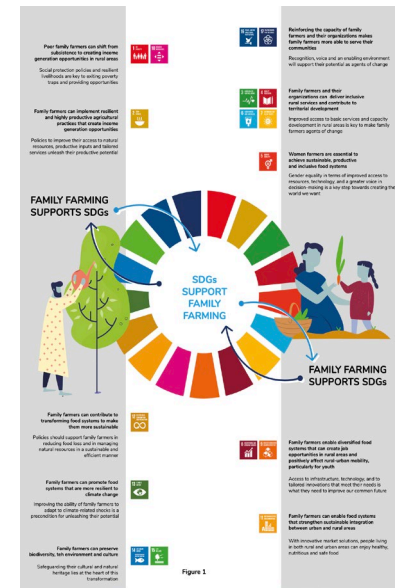 Poor family farmers can shift from
subsistence to creating income
generation opportunities in rural areas
Social protection policies and resilient
livelihoods are key to exiting poverty
traps and providing opportunities
Family farmers can implement resilient
and highly productive agricultural
practices that create income
generation opportunities
Policies to improve their access to natural
resources, productive inputs and tailored
services unleash their productive potential
Reinforcing the capacity of family
farmers and their organizations makes
family farmers more able to serve their
communities
Recognition, voice and an enabling environment
will support their potential as agents of change
Family farmers and their
organizations can deliver inclusive
rural services and contribute to
territorial development
Improved access to basic services and capacity
development in rural areas is key to make family
farmers agents of change
Women farmers are essential to
achieve sustainable, productive
and inclusive food systems
Gender equality in terms of improved access to
resources, technology, and a greater voice in
decision-making is a key step towards creating the
world we want
FAMILY FARMING
SUPPORTS SDGs
SDGs
SUPPORT
FAMILY
FARMING
FAMILY FARMING
SUPPORTS SDGs
Family farmers can contribute to
transforming food systems to make
them more sustainable
Policies should support family farmers in
reducing food loss and in managing
natural resources in a sustainable and
efficient manner
Family farmers can promote food
systems that are more resilient to
climate change
Improving the ability of family farmers to
adapt to climate-related shocks is a
precondition for unleashing their potential
Family farmers can preserve
biodiversity, teh environment and culture
Safeguarding their cultural and natural
heritage lies at the heart of this
transformation
Family farmers enable diversified food
systems that can create job
opportunities in rural areas and
positively affect rural-urban mobility,
particularly for youth
Access to infrastructure, technology, and to
tailored innovations that meet their needs is
what they need to improve our common future
Family farmers can enable food systems
that strengthen sustainable integration
between urban and rural areas
With innovative market solutions, people living
in both rural and urban areas can enjoy healthy,
nutritious and safe food
Figure 1